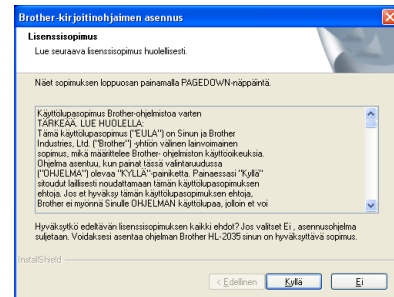 Brother-kirjoitinohjaimen asennus
Lisenssisopimus
Lue seuraava lisenssisopimus huolellisesti.
Näet sopimuksen loppuosan painamalla PAGEDOWN-näppäintä.
Käyttölupasopimus Brother-ohjelmistoa varten
TÄRKEÄÄ. LUE HUOLELLA:
Tämä käyttölupasopimus ("EULA") on Sinun ja Brother
Industries, Ltd. ("Brother") -yhtiön välinen lainvoimainen
sopimus, mikä määrittelee Brother- ohjelmiston käyttöoikeuksia.
Ohjelma asentuu, kun painat tässä valintaruudussa
("OHJELMA") olevaa "KYLLÄ"-painiketta. Painaessasi "Kyllä"
sitoudut laillisesti noudattamaan tämän käyttölupasopimuksen
ehtoja. Jos et hyväksy tämän käyttölupasopimuksen ehtoja,
Brother ei myönnä Sinulle OHJELMAN käyttölupaa, jolloin et voi
Hyväksytkö edeltävän lisenssisopimuksen kaikki ehdot? Jos valitset Ei , asennusohjelma
suljetaan. Voidaksesi asentaa ohjelman Brother HL-2035 sinun on hyväksyttävä sopimus.
InstallShield
< Edellinen Kyllä Ei